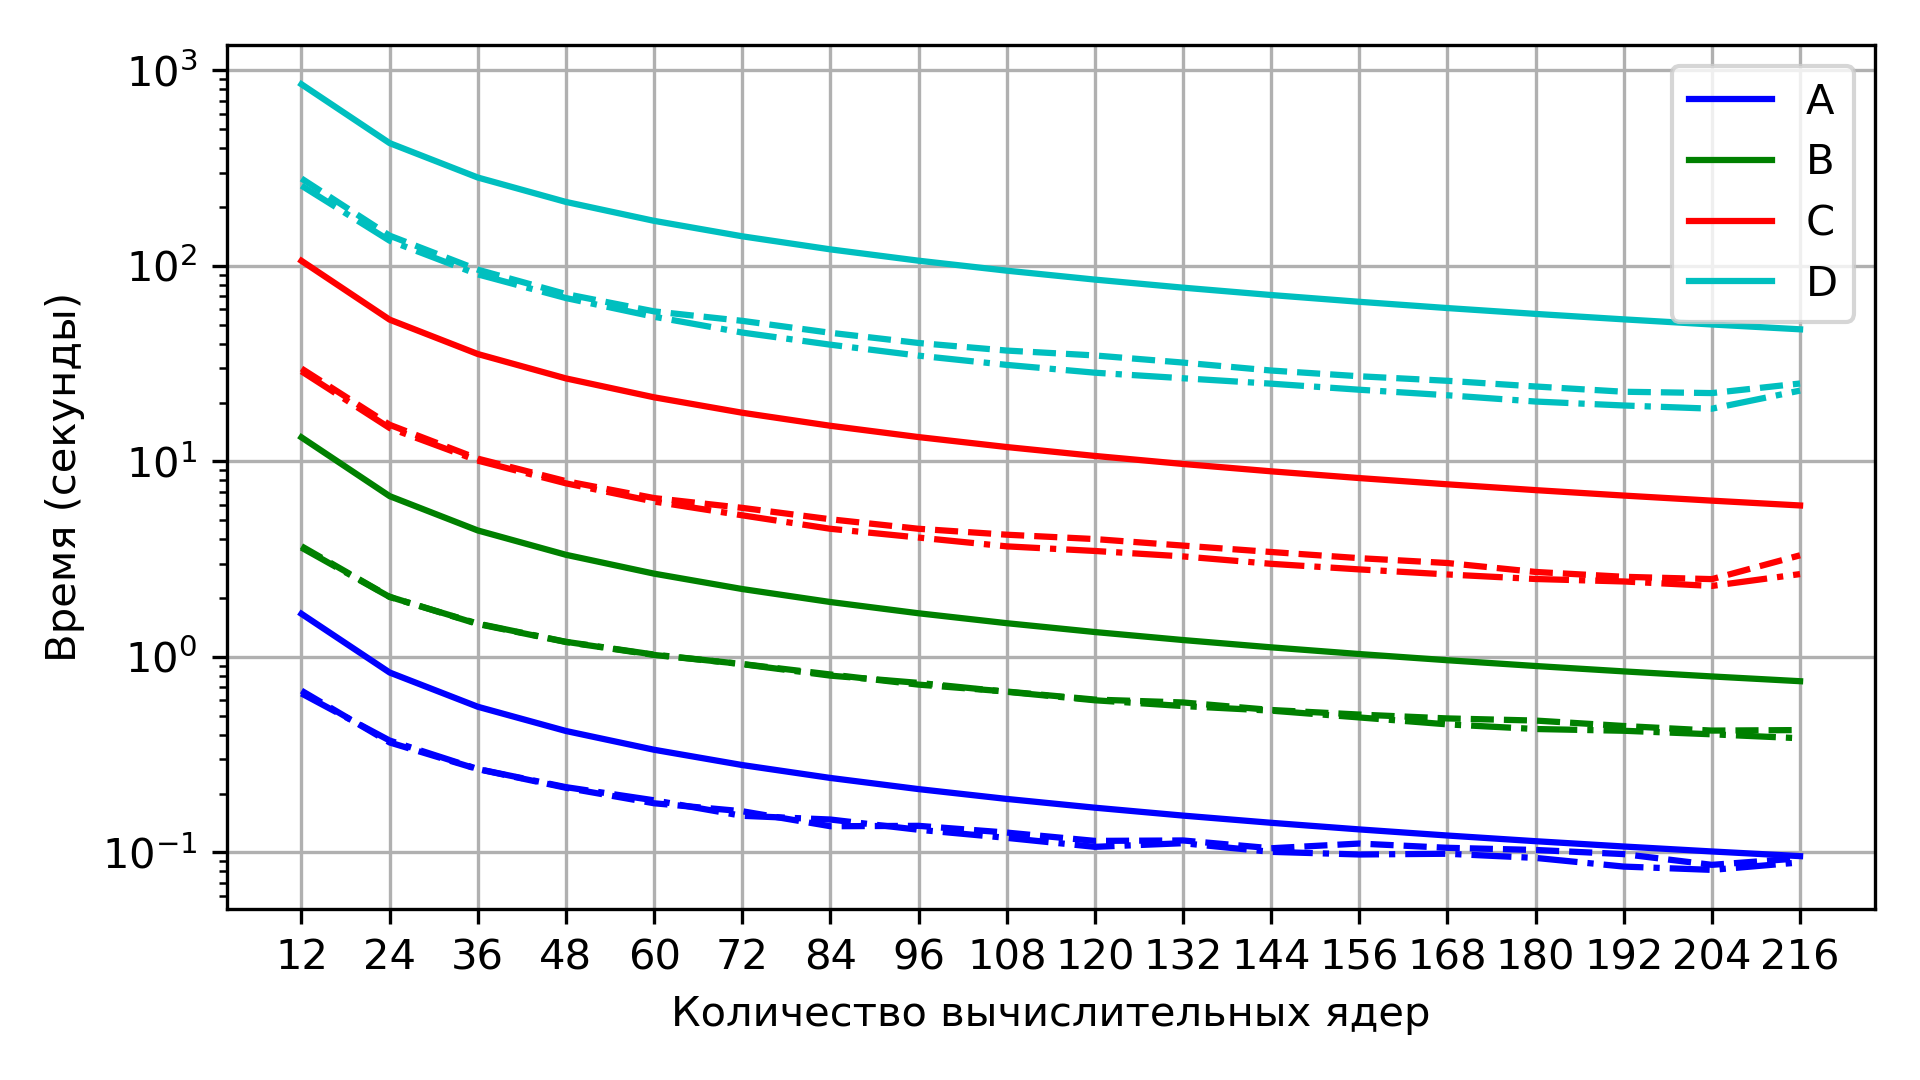 10³
10²
10¹
10⁰
10⁻¹
Время (секунды)
A
B
C
D
12 24 36 48 60 72 84 96 108 120 132 144 156 168 180 192 204 216
Количество вычислительных ядер